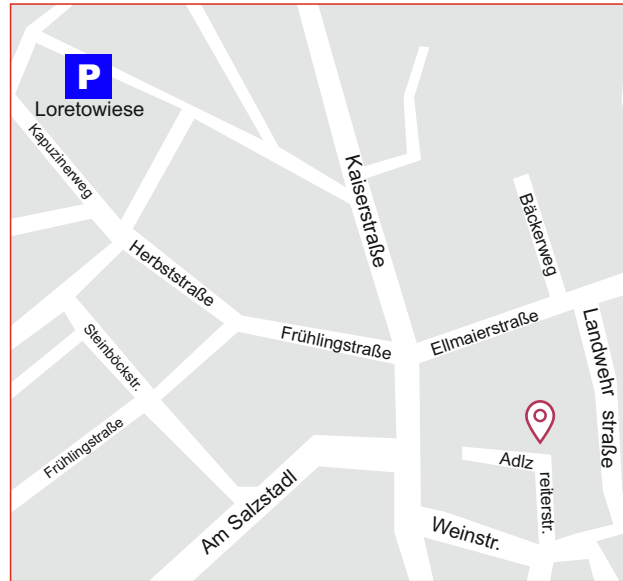 P
Loretowiese
Kapuzinerweg
Kaiserstraße
Bäckerweg
Herbststraße
Frühlingstraße
Ellmaierstraße
Landwehr straße
Steinböckstr.
Frühlingstraße
Adlz
reiterstr.
Am Salzstadl
Weinstr.